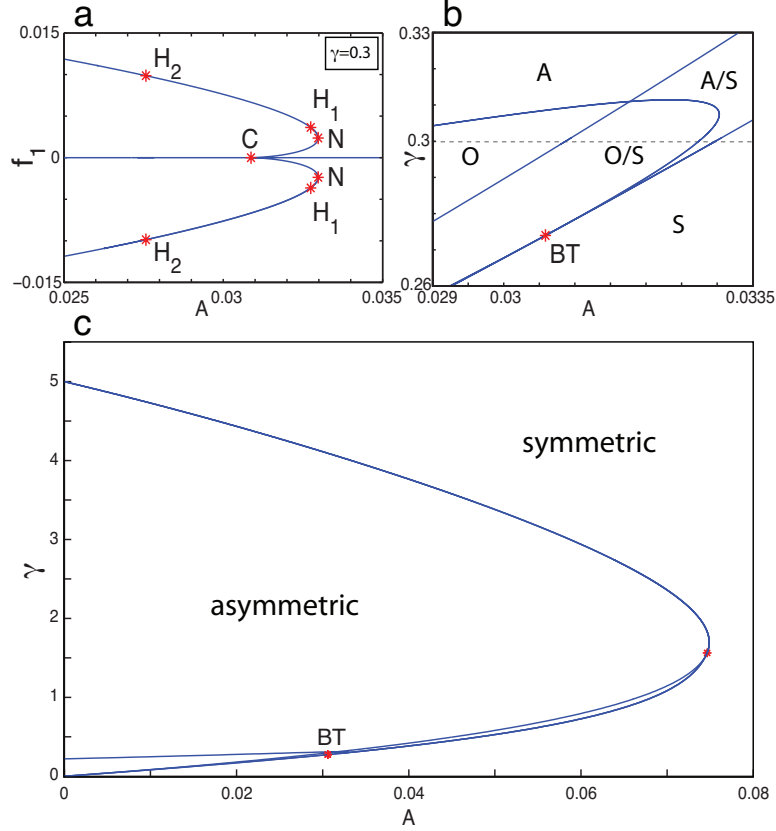 a
0.015
γ=0.3
H2
H1
C
N
f1
0
N
H1
H2
−0.015
0.025
0.03
0.035
A
b
0.33
A
A/S
0.3
γ
O
O/S
S
BT
0.26
0.029
0.03
0.0335
A
c
5
symmetric
4
3
γ
asymmetric
2
1
BT
0
0
0.02
0.04
0.06
0.08
A